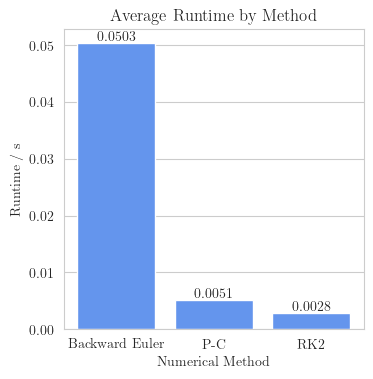 Average Runtime by Method
0.0503
0.05
0.04
0.03
0.02
0.01
0.00
Runtime / s
0.0051
0.0028
Backward Euler
P-C
RK2
Numerical Method